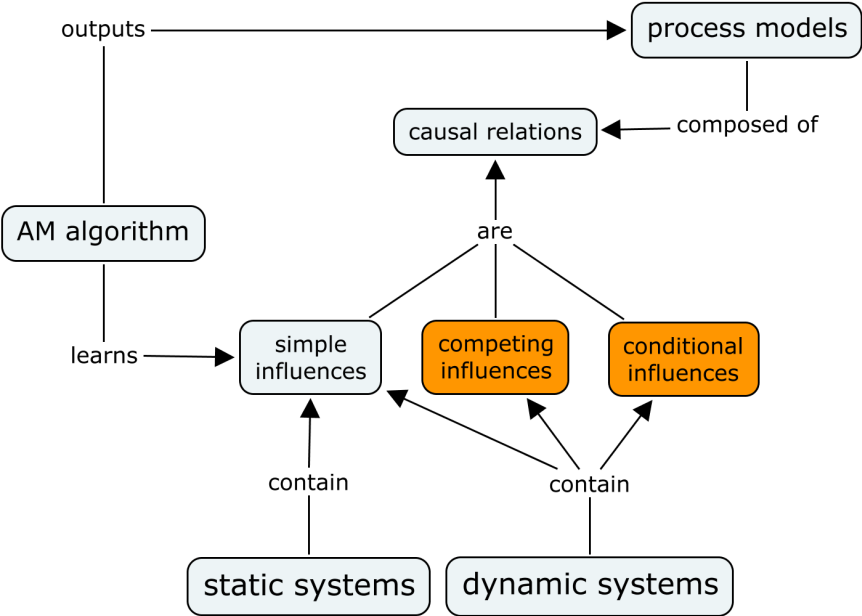 outputs
process models
causal relations
composed of
AM algorithm
are
learns
simple
influences
competing
influences
conditional
influences
contain
contain
static systems
dynamic systems